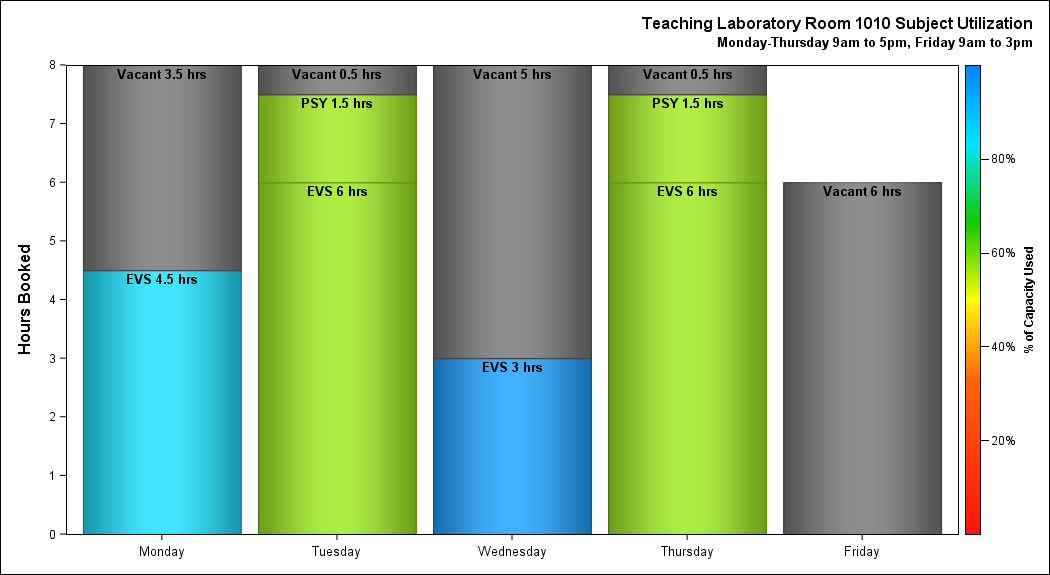 Teaching Laboratory Room 1010 Subject Utilization
Monday-Thursday 9am to 5pm, Friday 9am to 3pm
Hours Booked
8
7
6
5
4
3
2
1
0
Vacant 3.5 hrs
EVS 4.5 hrs
Vacant 0.5 hrs
PSY 1.5 hrs
EVS 6 hrs
Vacant 5 hrs
EVS 3 hrs
Vacant 0.5 hrs
PSY 1.5 hrs
EVS 6 hrs
Vacant 6 hrs
Monday
Tuesday
Wednesday
Thursday
Friday
80%
60%
40%
20%
% of Capacity Used